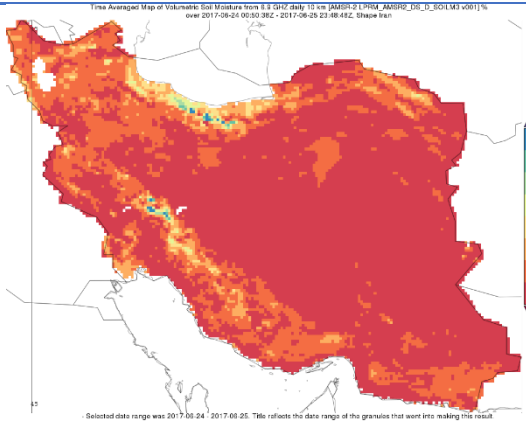 Time Averaged Map of Volumetric Soil Moisture from 6.9 GHZ daily 10 km [AMSR-2 LPRM_AMSR2_DS_D_SOILM3 v001] %
over 2017-06-24 00:50:38Z - 2017-06-25 23:48:48Z, Shape Iran
45
- Selected date range was 2017-06-24 - 2017-06-25. Title reflects the date range of the granules that went into making this result.